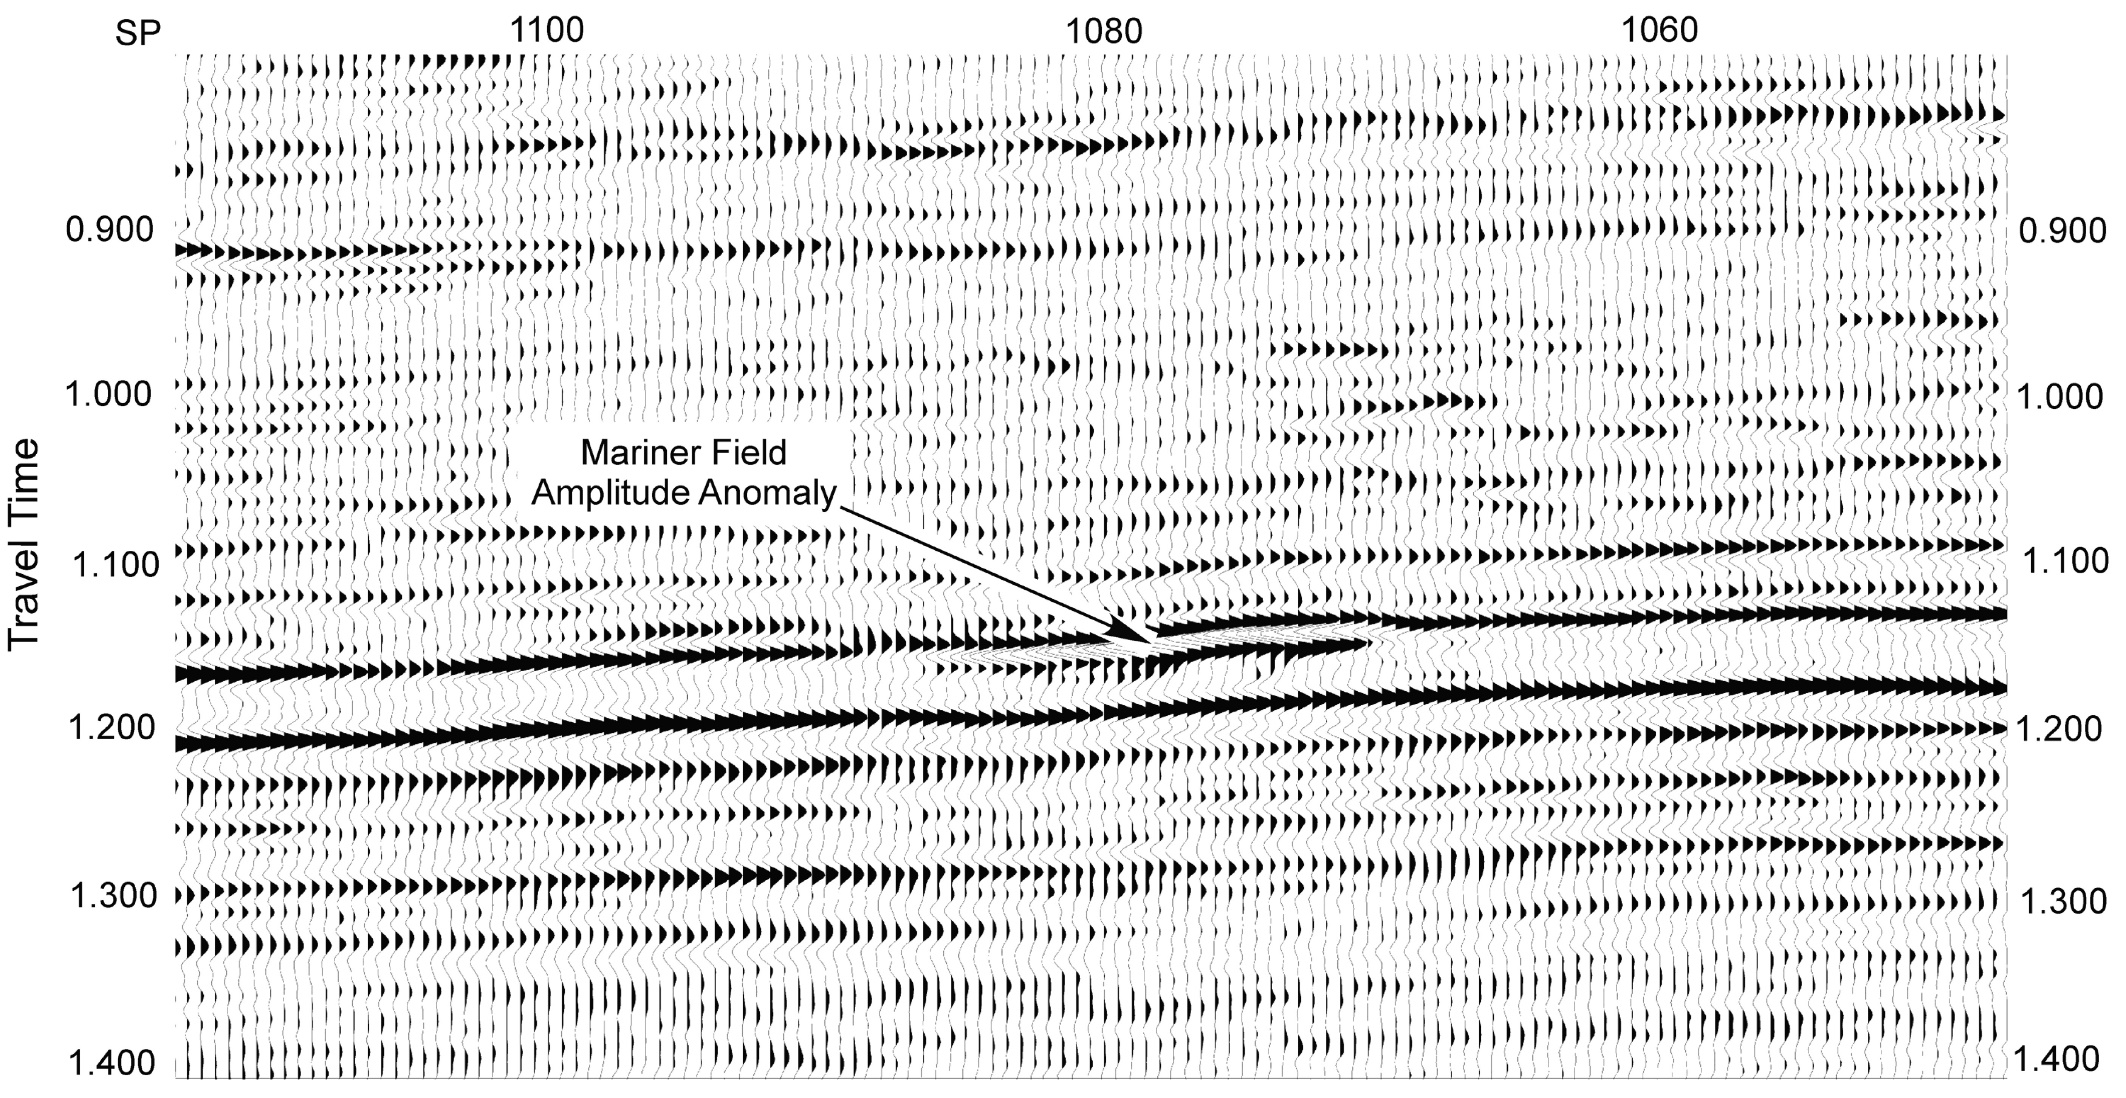 SP 1100 1080 1060
0.900 0.900
1.000 1.000
Mariner Field
Amplitude Anomaly
Travel Time
1.100 1.100
1.200 1.200
1.300 1.300
1.400 1.400